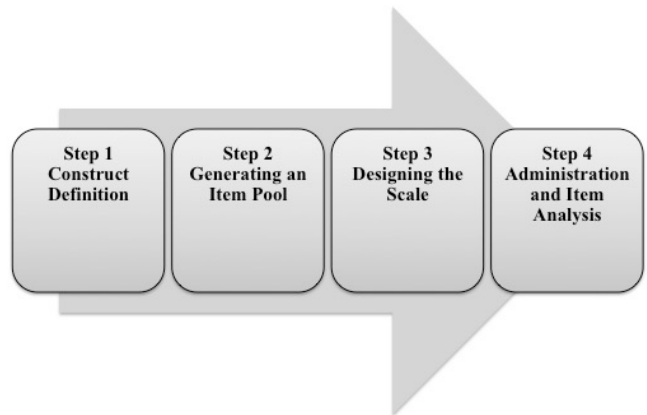 Step 1
Construct
Definition
Step 2
Generating an
Item Pool
Step 3
Designing the
Scale
Step 4
Administration
and Item
Analysis